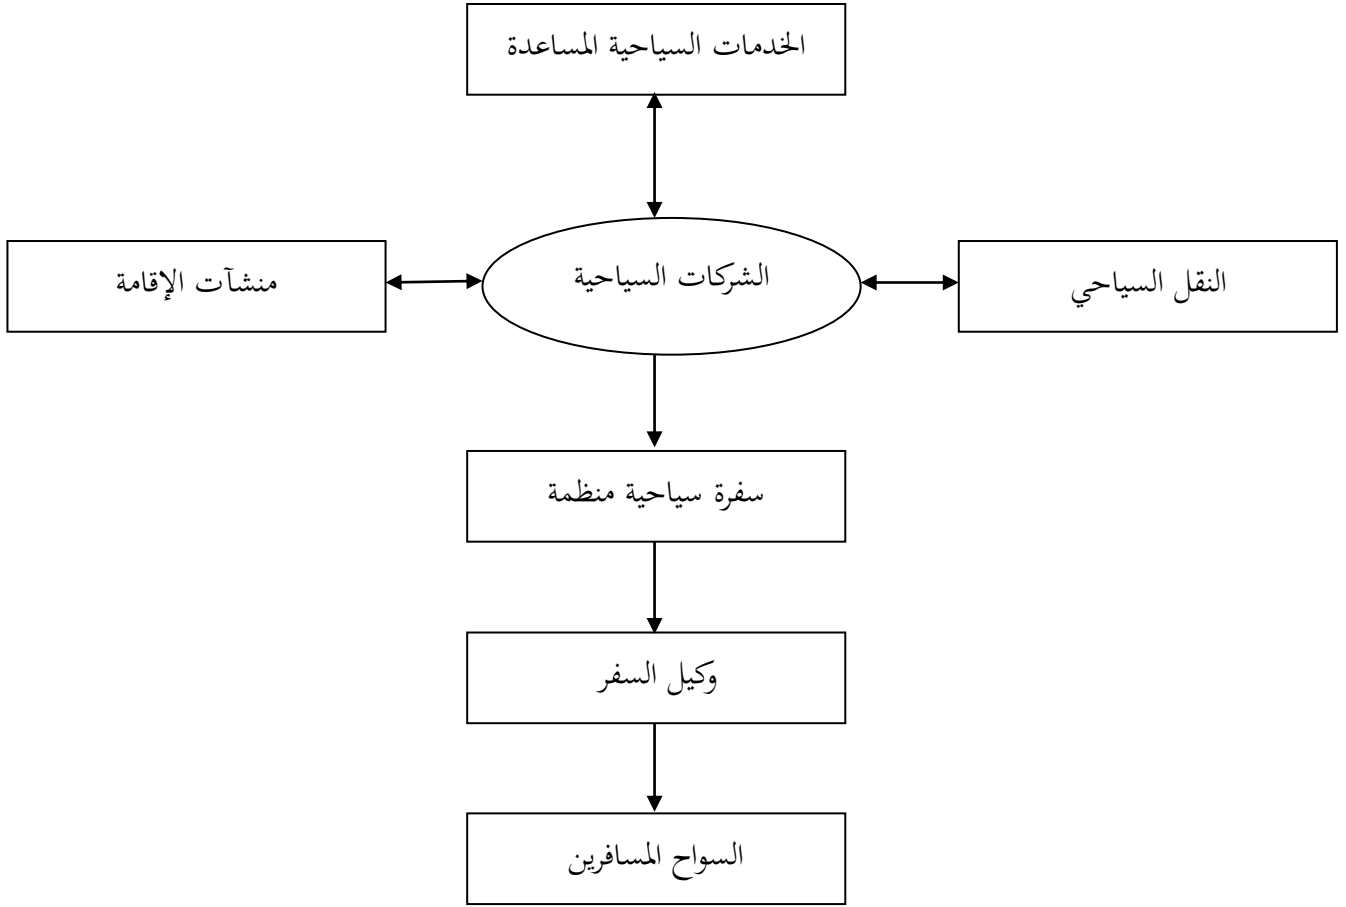 الخدمات السياحية المساعدة
النقل السياحي
الشركات السياحية
منشآت الإقامة
سفرة سياحية منظمة
وكيل السفر
السواح المسافرين